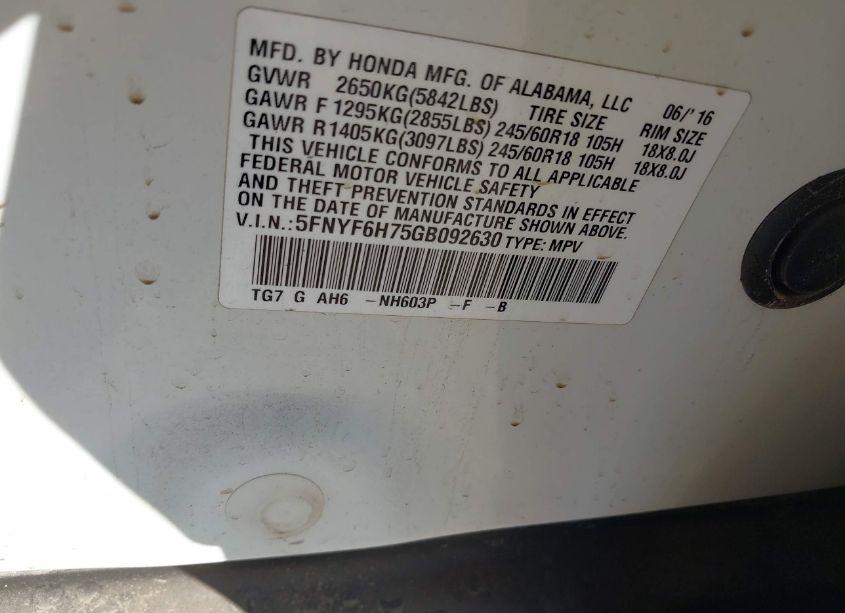 MFD. BY HONDA MFG. OF ALABAMA, LLC 06/'16
GVWR 2650KG(5842LBS) TIRE SIZE RIM SIZE
GAWR F 1295KG(2855LBS) 245/60R18 105H 18X8.0J
GAWR R 1405KG(3097LBS) 245/60R18 105H 18X8.0J
THIS VEHICLE CONFORMS TO ALL APPLICABLE
FEDERAL MOTOR VEHICLE SAFETY
AND THEFT PREVENTION STANDARDS IN EFFECT
ON THE DATE OF MANUFACTURE SHOWN ABOVE.
V.I.N.:5FNYF6H75GB092630 TYPE: MPV
TG7 G AH6 -NH603P -F -B